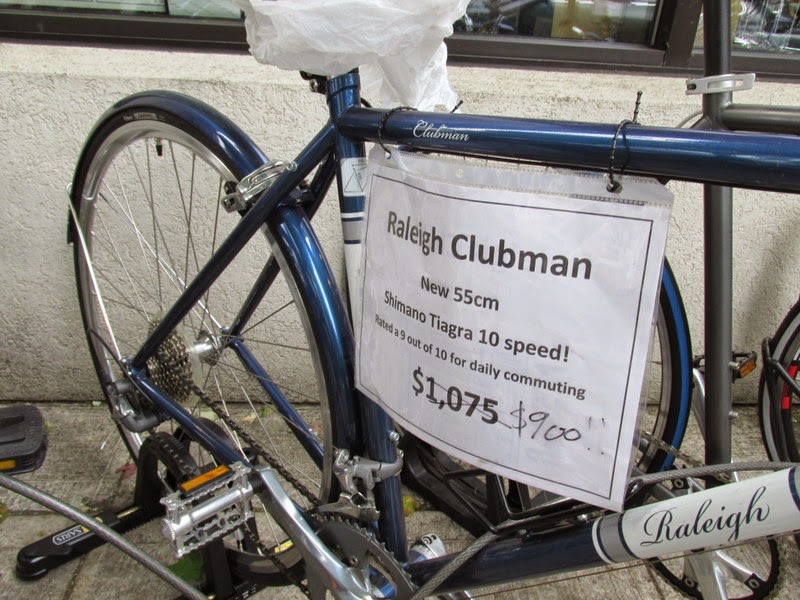 Clubman
Raleigh Clubman
New 55cm
Shimano Tiagra 10 speed!
Rated a 9 out of 10 for daily commuting
$1,075 $900!!
Raleigh
SARIS